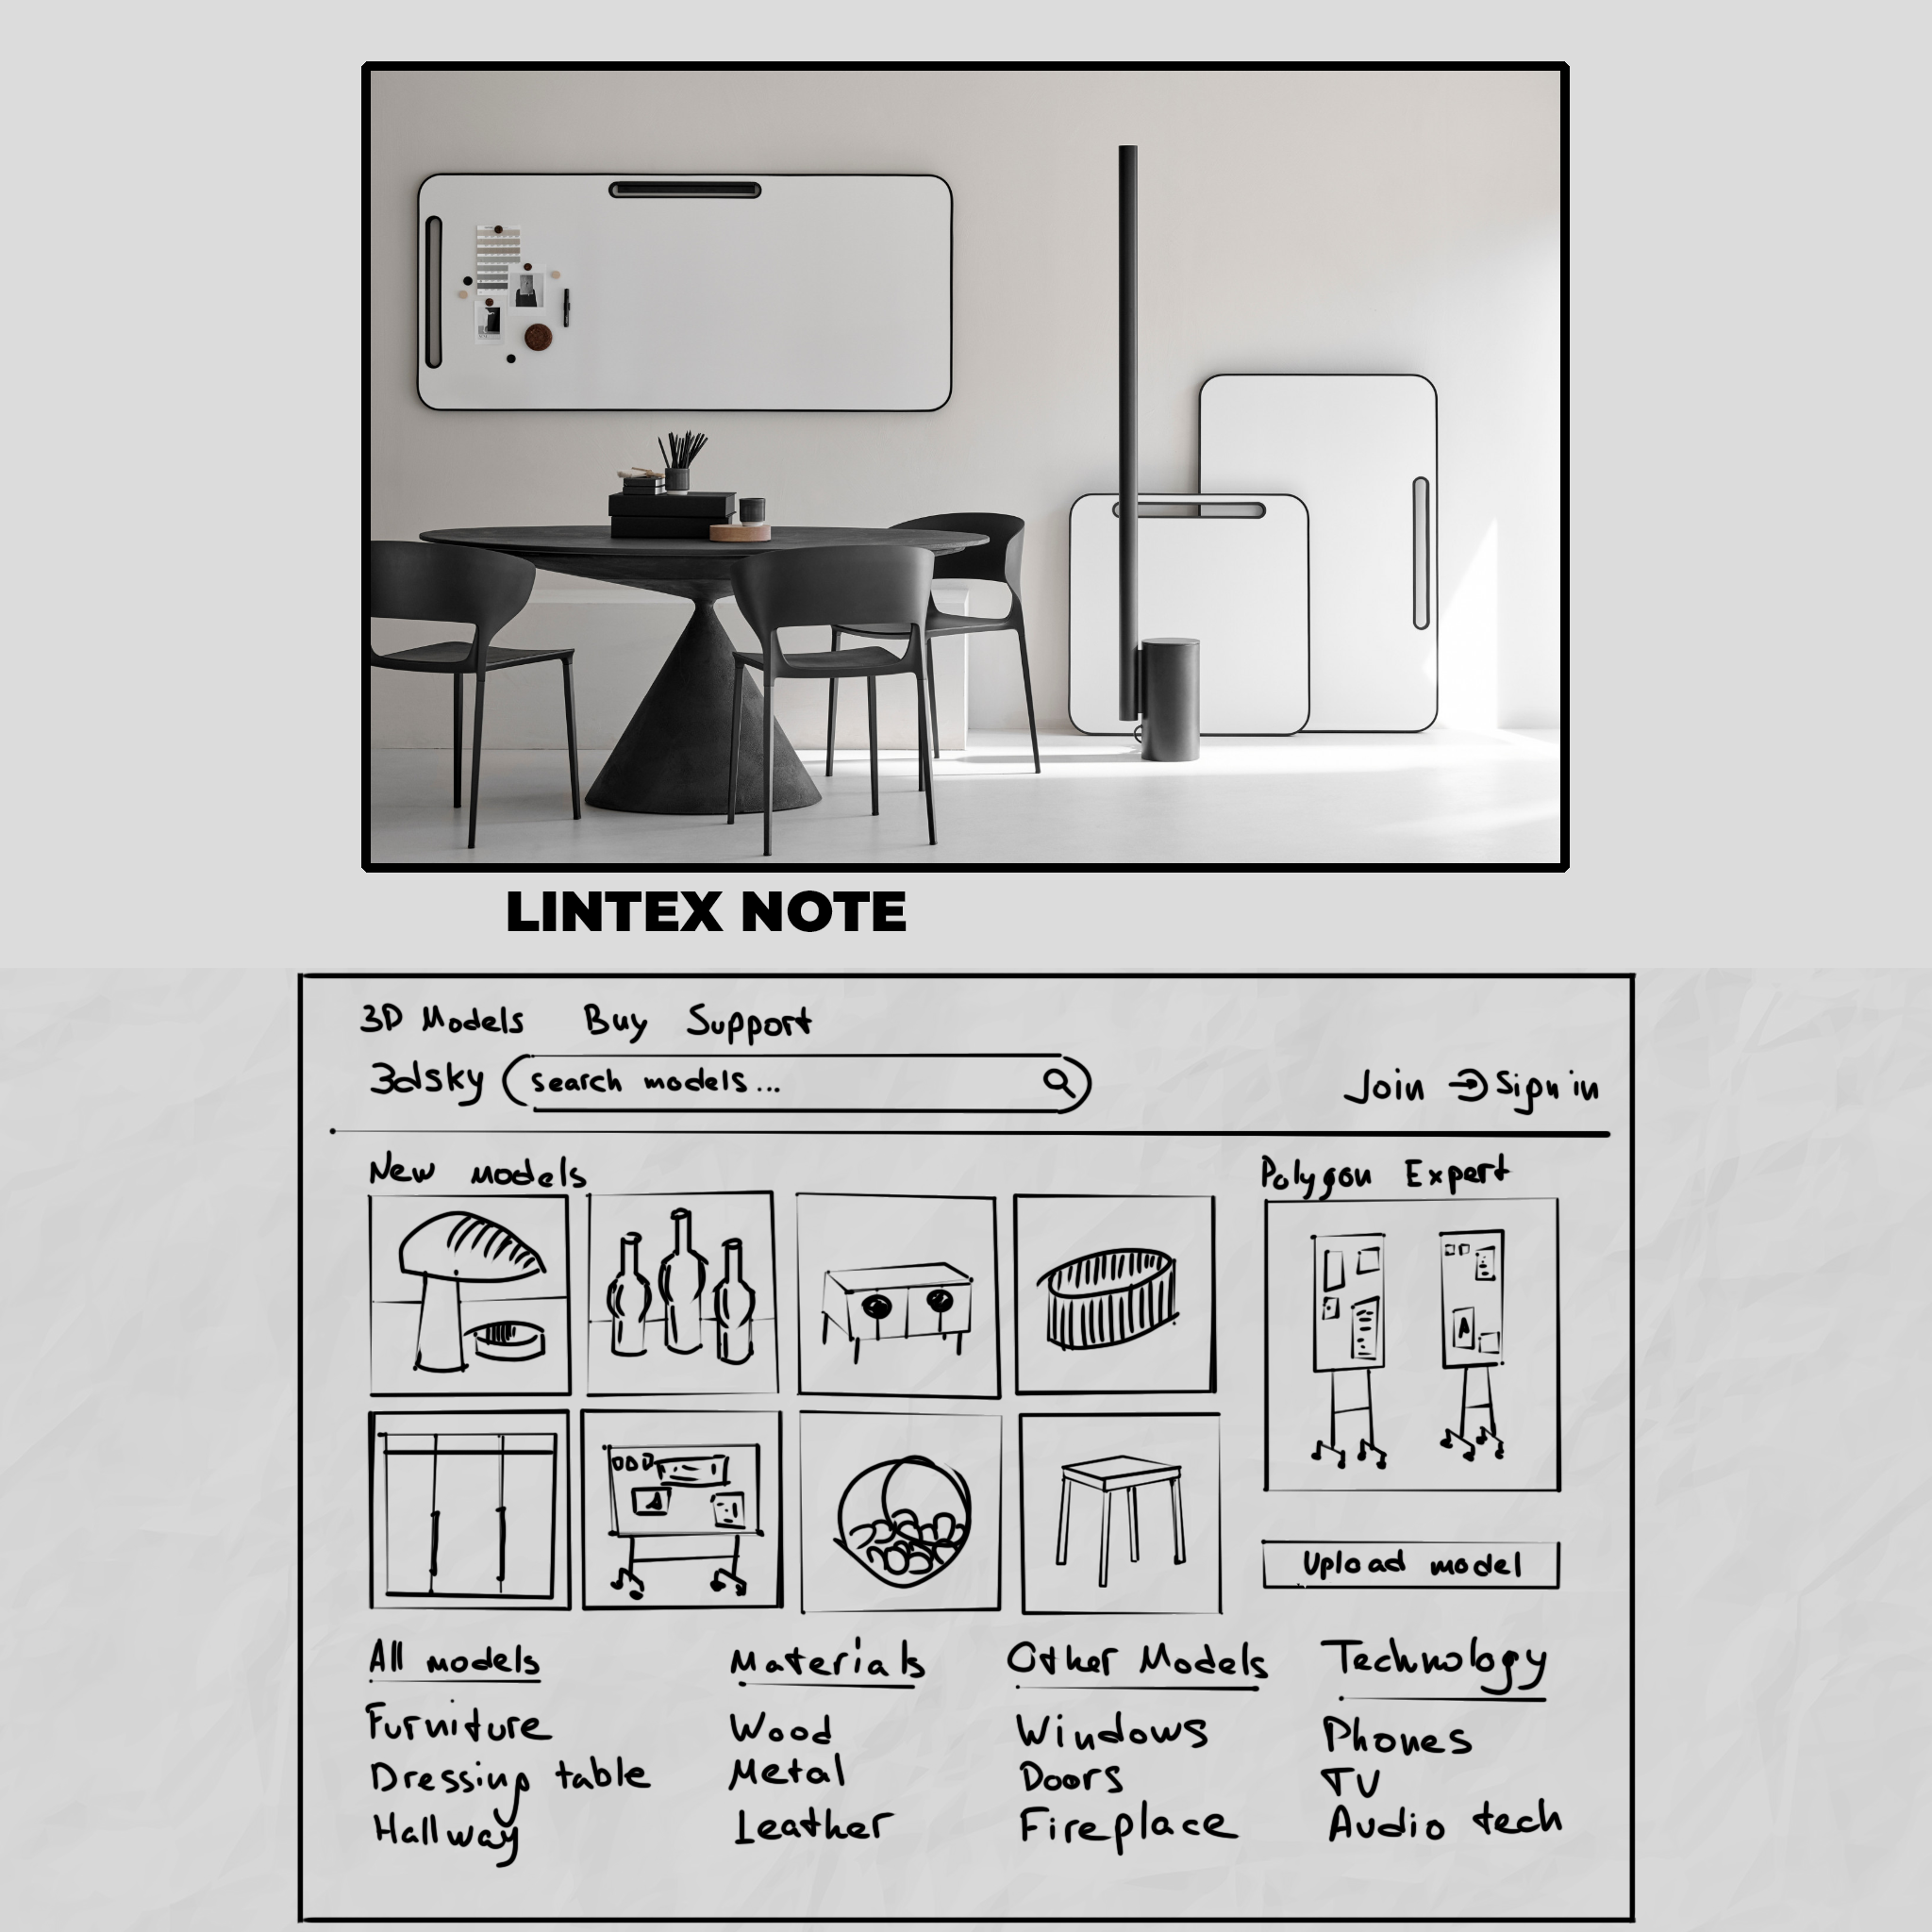 LINTEX NOTE
3D Models Buy Support
3dsky search models... Join Sign in
New models Polygon Expert
A
Upload model
All models Materials Other Models Technology
Furniture Wood Windows Phones
Dressing table Metal Doors TV
Hallway Leather Fireplace Audio tech